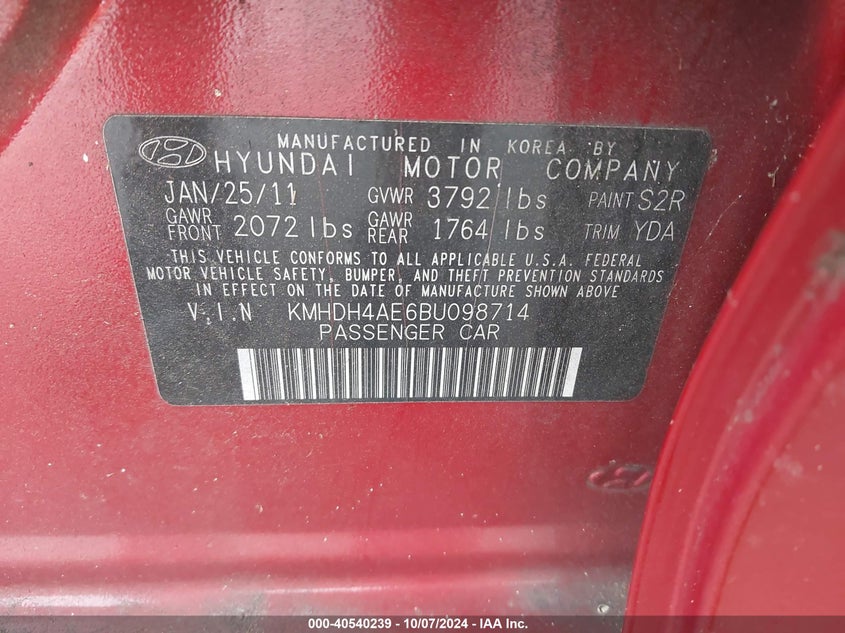 MANUFACTURED IN KOREA BY
HYUNDAI MOTOR COMPANY
JAN/25/11 GVWR 3792 lbs PAINT S2R
GAWR FRONT 2072 lbs GAWR REAR 1764 lbs TRIM YDA
THIS VEHICLE CONFORMS TO ALL APPLICABLE U.S.A. FEDERAL
MOTOR VEHICLE SAFETY, BUMPER, AND THEFT PREVENTION STANDARDS
IN EFFECT ON THE DATE OF MANUFACTURE SHOWN ABOVE
V.I.N KMHDH4AE6BU098714
PASSENGER CAR
000-40540239 - 10/07/2024 - IAA Inc.